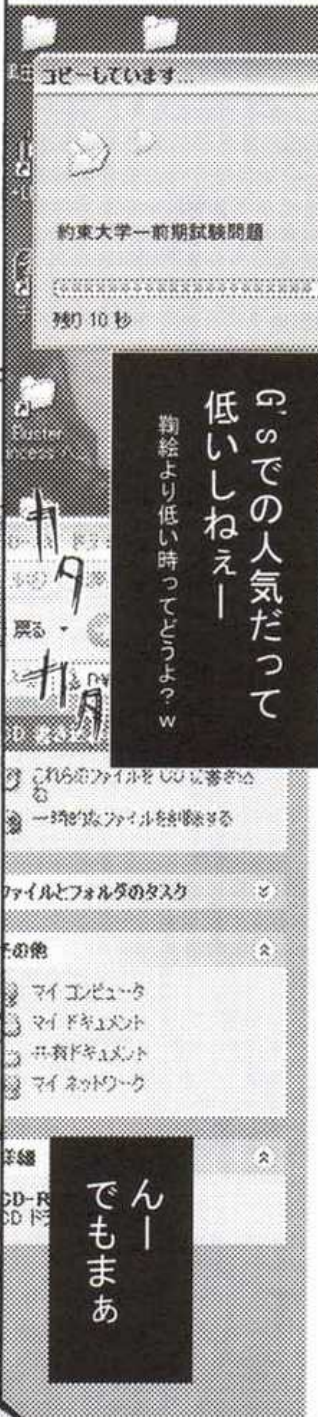 コピーしています...
約束大学一前期試験問題
残り 10 秒
G'sでの人気だって
低いしねぇー
鞠絵より低い時ってどうよ？w
カタ
カタ
戻る
これらのファイルを CD に書き込
む
一時的なファイルを削除する
ファイルとフォルダのタスク
その他
マイ コンピュータ
マイ ドキュメント
共有ドキュメント
マイ ネットワーク
詳細
CD-R
CD ドラ
んー
でもまぁ